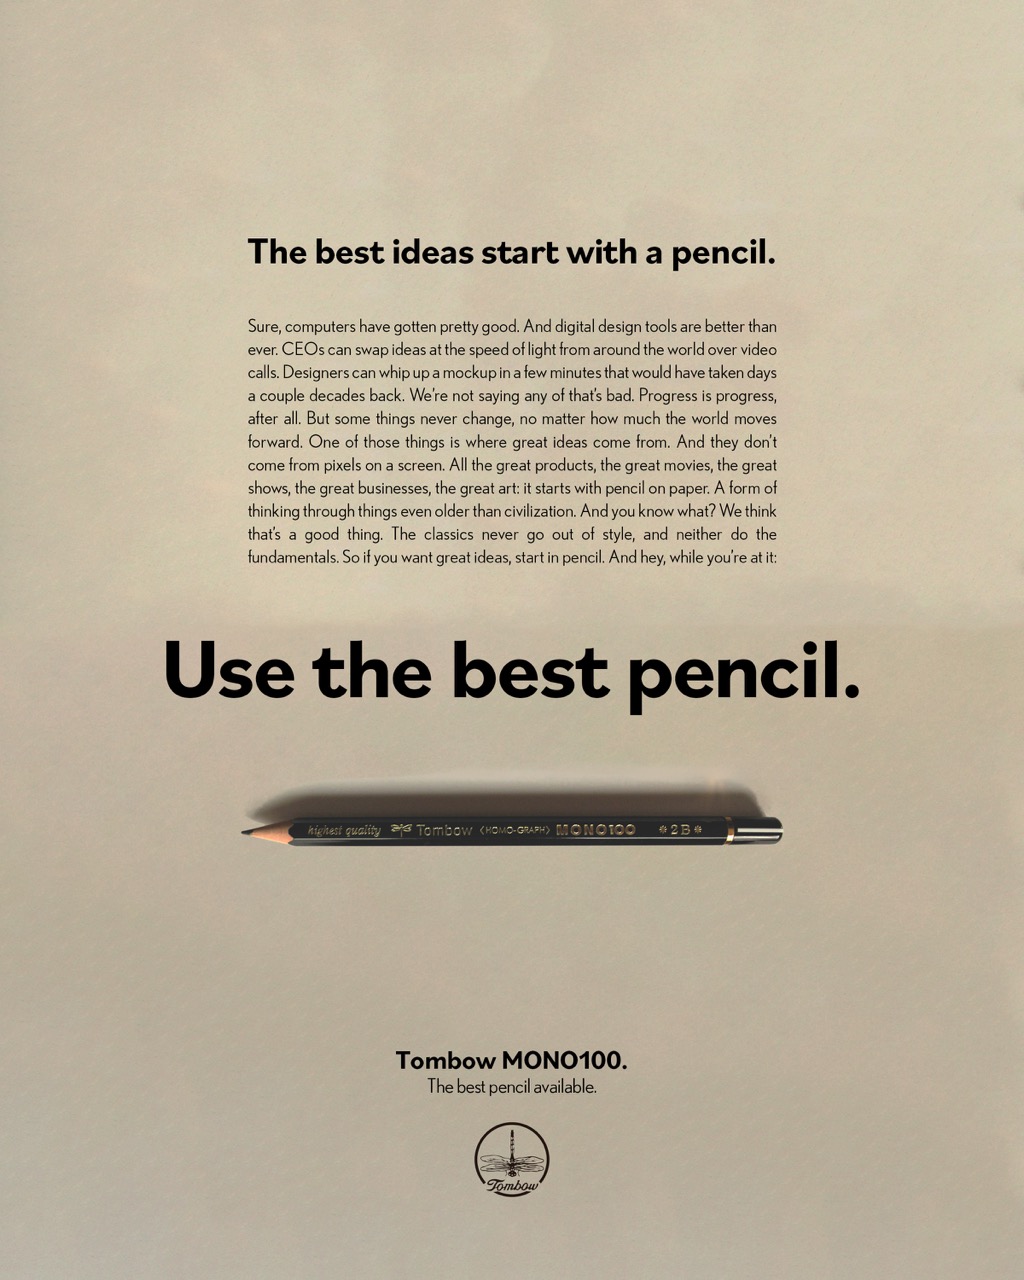 The best ideas start with a pencil.
Sure, computers have gotten pretty good. And digital design tools are better than
ever. CEOs can swap ideas at the speed of light from around the world over video
calls. Designers can whip up a mockup in a few minutes that would have taken days
a couple decades back. We’re not saying any of that’s bad. Progress is progress,
after all. But some things never change, no matter how much the world moves
forward. One of those things is where great ideas come from. And they don’t
come from pixels on a screen. All the great products, the great movies, the great
shows, the great businesses, the great art: it starts with pencil on paper. A form of
thinking through things even older than civilization. And you know what? We think
that’s a good thing. The classics never go out of style, and neither do the
fundamentals. So if you want great ideas, start in pencil. And hey, while you’re at it:
Use the best pencil.
highest quality Tombow <HOMO-GRAPH> MONO100 *2B*
Tombow MONO100.
The best pencil available.
Tombow